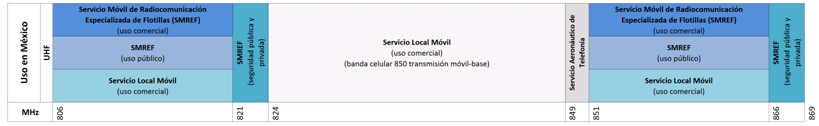 Uso en México
UHF
Servicio Móvil de Radiocomunicación
Especializada de Flotillas (SMREF)
(uso comercial)
SMREF
(uso público)
Servicio Local Móvil
(uso comercial)
SMREF
(seguridad pública y
privada)
Servicio Local Móvil
(uso comercial)
(banda celular 850 transmisión móvil-base)
Servicio Aeronáutico de
Telefonía
Servicio Móvil de Radiocomunicación
Especializada de Flotillas (SMREF)
(uso comercial)
SMREF
(uso público)
Servicio Local Móvil
(uso comercial)
SMREF
(seguridad pública y
privada)
MHz
806
821
824
849
851
866
869